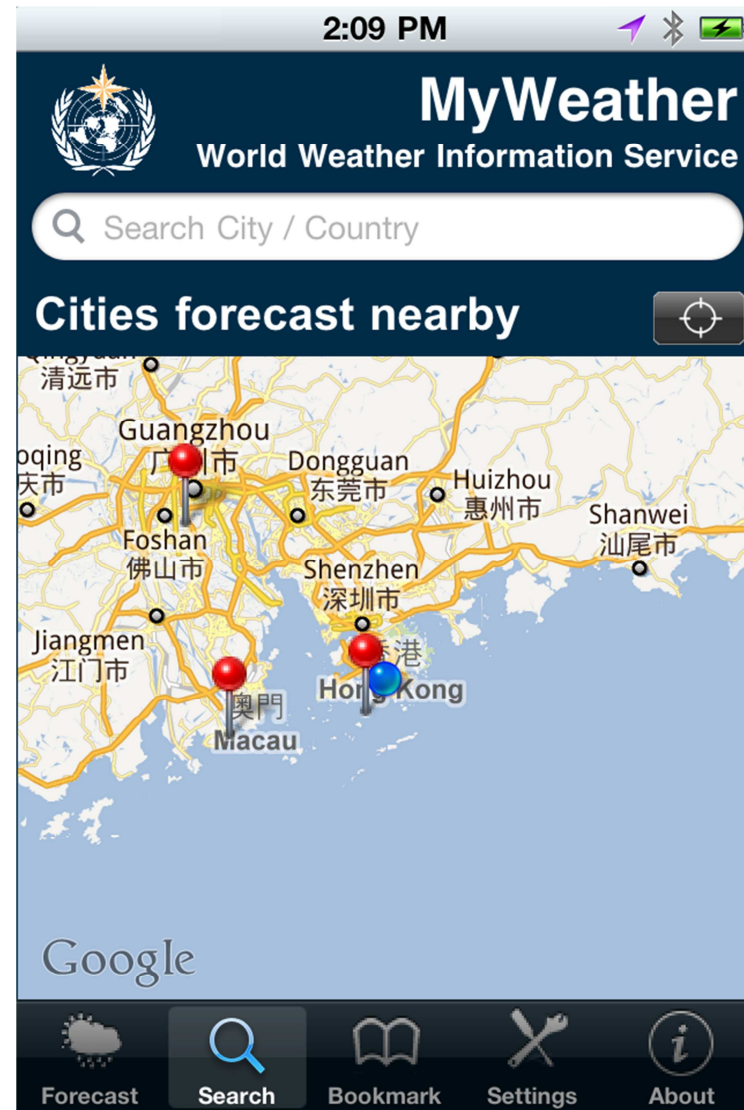 2:09 PM
MyWeather
World Weather Information Service
Search City / Country
Cities forecast nearby
清远市
Guangzhou
市
oqing
庆市
Dongguan
东莞市
Huizhou
惠州市
Shanwei
汕尾市
Foshan
佛山市
Shenzhen
深圳市
Jiangmen
江门市
港
Hong Kong
澳門
Macau
Google
Forecast
Search
Bookmark
Settings
About